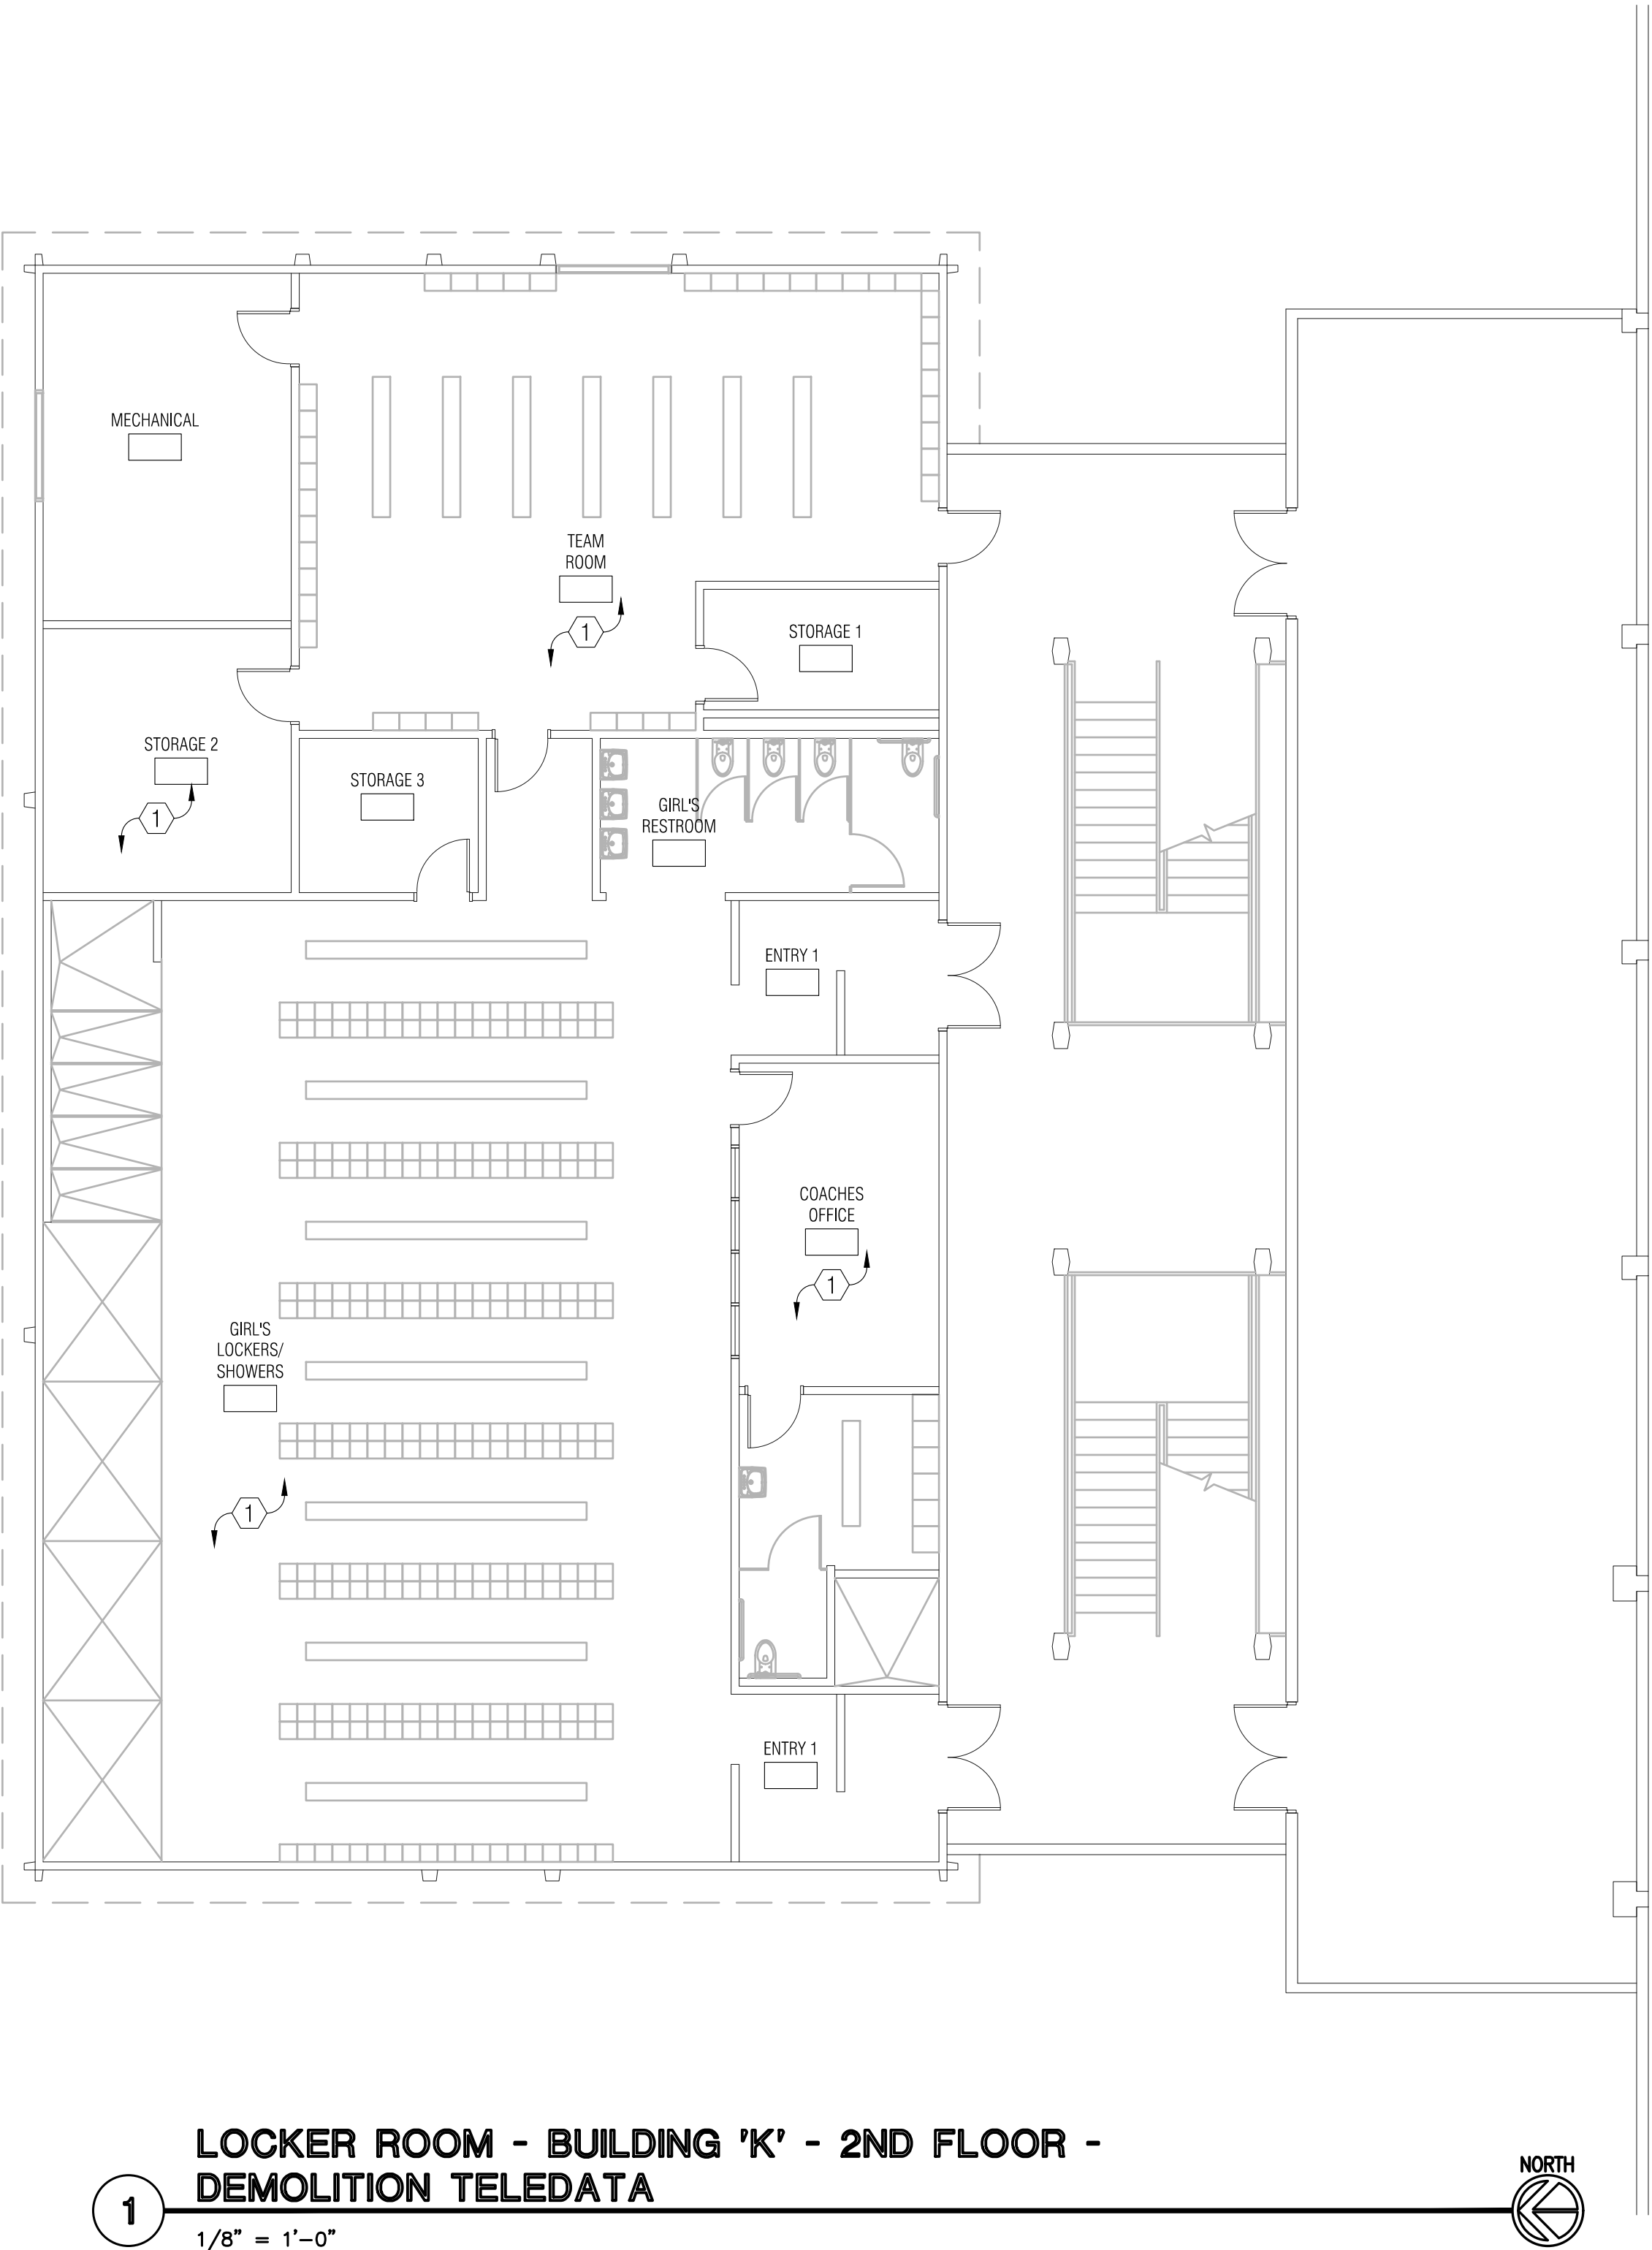 MECHANICAL
TEAM
ROOM
1
STORAGE 1
STORAGE 2
1
STORAGE 3
GIRL'S
RESTROOM
ENTRY 1
COACHES
OFFICE
1
GIRL'S
LOCKERS/
SHOWERS
1
ENTRY 1
LOCKER ROOM - BUILDING 'K' - 2ND FLOOR -
DEMOLITION TELEDATA
1
1/8" = 1'-0"
NORTH